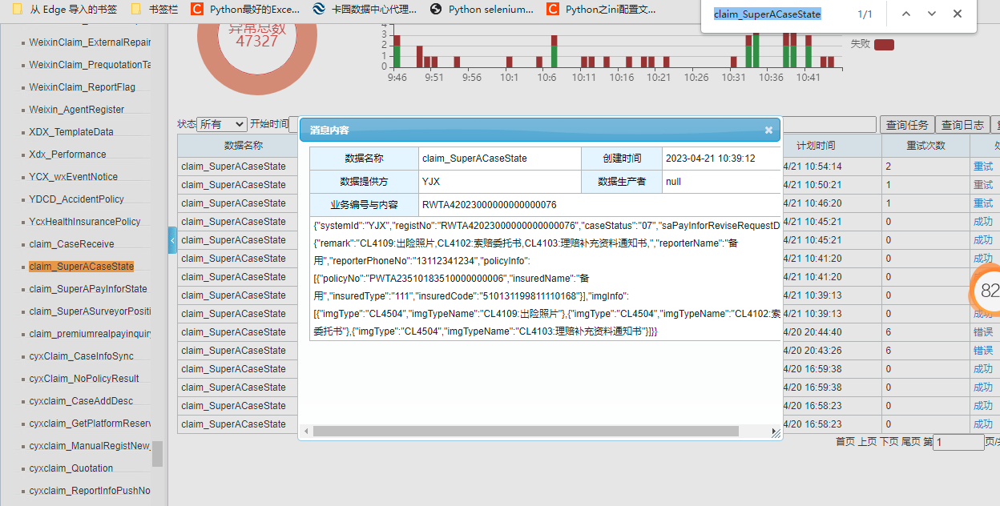 从 Edge 导入的书签
书签栏
Python最好的Exce...
卡园数据中心代理...
Python selenium...
Python之ini配置文...
claim_SuperACaseState
1/1
WeixinClaim_ExternalRepair
WeixinClaim_PrequotationTa
WeixinClaim_ReportFlag
Weixin_AgentRegister
XDX_TemplateData
Xdx_Performance
YCX_wxEventNotice
YDCD_AccidentPolicy
YcxHealthInsurancePolicy
claim_CaseReceive
claim_SuperACaseState
claim_SuperAPayInforState
claim_SuperASurveyorPositi
claim_premiumrealpayinquiry
cyxClaim_CaseInfoSync
cyxClaim_NoPolicyResult
cyxclaim_CaseAddDesc
cyxclaim_GetPlatformReserv
cyxclaim_ManualRegistNew_
cyxclaim_Quotation
cyxclaim_ReportInfoPushNo
异常总数
47327
4
3
2
1
0
9:46 9:51 9:56 10:1 10:6 10:11 10:16 10:21 10:26 10:31 10:36 10:41
失败
状态 所有 开始时间
查询任务 查询日志
数据名称 计划时间 重试次数
claim_SuperACaseState 4/21 10:54:14 2 重试
claim_SuperACaseState 4/21 10:50:21 1 重试
claim_SuperACaseState 4/21 10:46:20 1 重试
claim_SuperACaseState 4/21 10:45:21 0 成功
claim_SuperACaseState 4/21 10:45:21 0 成功
claim_SuperACaseState 4/21 10:41:20 0 成功
claim_SuperACaseState 4/21 10:41:20 0
claim_SuperACaseState 4/21 10:39:13 0
claim_SuperACaseState 4/21 10:39:13 0 成功
claim_SuperACaseState 4/20 20:44:40 6 错误
claim_SuperACaseState 4/20 20:43:26 6 错误
claim_SuperACaseState 4/20 16:59:38 0 成功
claim_SuperACaseState 4/20 16:59:38 0 成功
claim_SuperACaseState 4/20 16:58:23 0 成功
claim_SuperACaseState 4/20 16:58:23 0 成功
首页 上页 下页 尾页 第 1 页/
82
消息内容
数据名称 claim_SuperACaseState 创建时间 2023-04-21 10:39:12
数据提供方 YJX 数据生产者 null
业务编号与内容 RWTA42023000000000000076
{"systemId":"YJX","registNo":"RWTA42023000000000000076","caseStatus":"07","saPayInforReviseRequestD
{"remark":"CL4109:出险照片,CL4102:索赔委托书,CL4103:理赔补充资料通知书,","reporterName":"备
用","reporterPhoneNo":"13112341234","policyInfo":
[{"policyNo":"PWTA23510183510000000006","insuredName":"备
用","insuredType":"111","insuredCode":"510131199811110168"}],"imgInfo":
[{"imgType":"CL4504","imgTypeName":"CL4109:出险照片"},{"imgType":"CL4504","imgTypeName":"CL4102:索
委托书"},{"imgType":"CL4504","imgTypeName":"CL4103:理赔补充资料通知书"}]}}